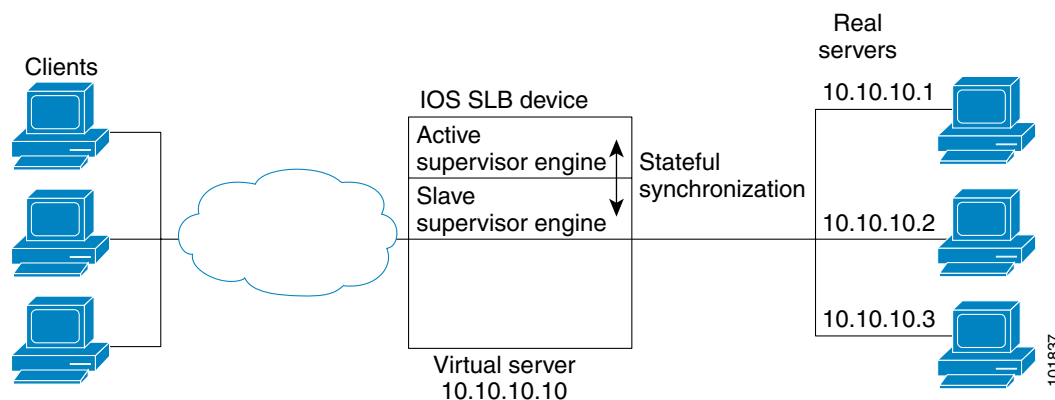 Clients
IOS SLB device
Active
supervisor engine
Slave
supervisor engine
Stateful
synchronization
Virtual server
10.10.10.10
Real
servers
10.10.10.1
10.10.10.2
10.10.10.3
101837